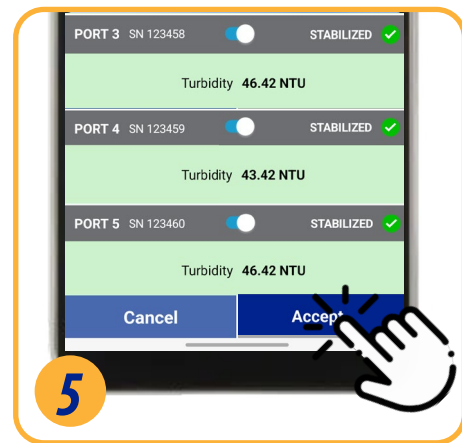 PORT 3 SN 123458 STABILIZED
Turbidity 46.42 NTU
PORT 4 SN 123459 STABILIZED
Turbidity 43.42 NTU
PORT 5 SN 123460 STABILIZED
Turbidity 46.42 NTU
Cancel Accept
5